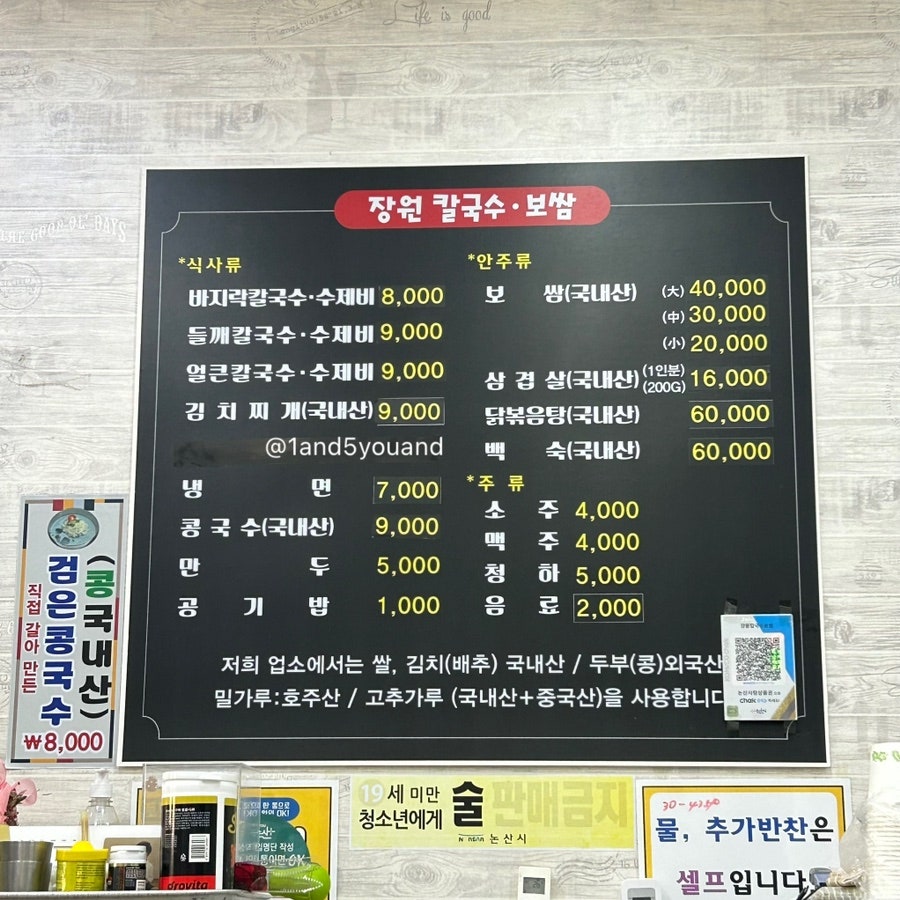 Life is good
장원 칼국수·보쌈
*식사류
바지락칼국수·수제비 8,000
들깨칼국수·수제비 9,000
얼큰칼국수·수제비 9,000
김치찌개(국내산) 9,000
@1and5youand
냉면 7,000
콩국수(국내산) 9,000
만두 5,000
공기밥 1,000
*안주류
보쌈(국내산) (大) 40,000
(中) 30,000
(小) 20,000
삼겹살(국내산) (1인분) (200G) 16,000
닭볶음탕(국내산) 60,000
백숙(국내산) 60,000
*주류
소주 4,000
맥주 4,000
청하 5,000
음료 2,000
저희 업소에서는 쌀, 김치(배추) 국내산 / 두부(콩)외국산
밀가루:호주산 / 고추가루 (국내산+중국산)을 사용합니다
논산사랑상품권
chak
(콩국내산)
검은콩국수
직접 갈아 만든
₩8,000
19세 미만
청소년에게
술 판매금지
논산시
물, 추가반찬은
셀프입니다